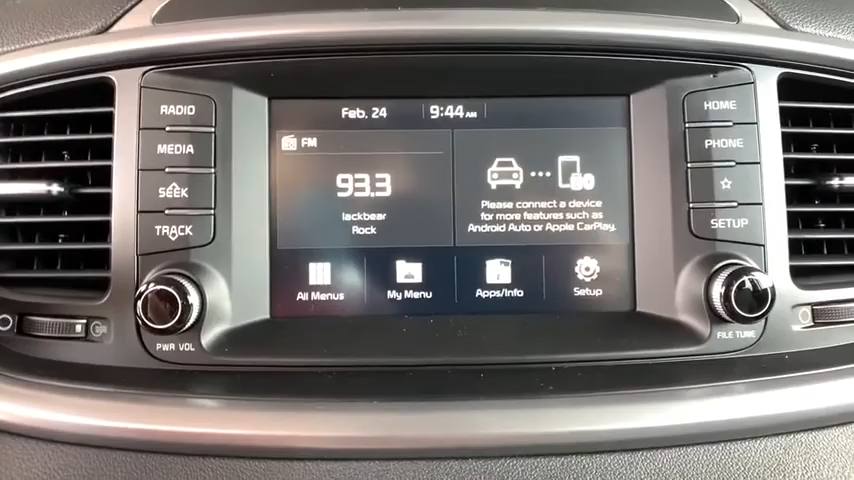 RADIO
MEDIA
SEEK
TRACK
PWR VOL
Feb. 24
9:44 AM
FM
93.3
lackbear
Rock
Please connect a device
for more features such as
Android Auto or Apple CarPlay.
All Menus
My Menu
Apps/Info
Setup
HOME
PHONE
SETUP
FILE TUNE